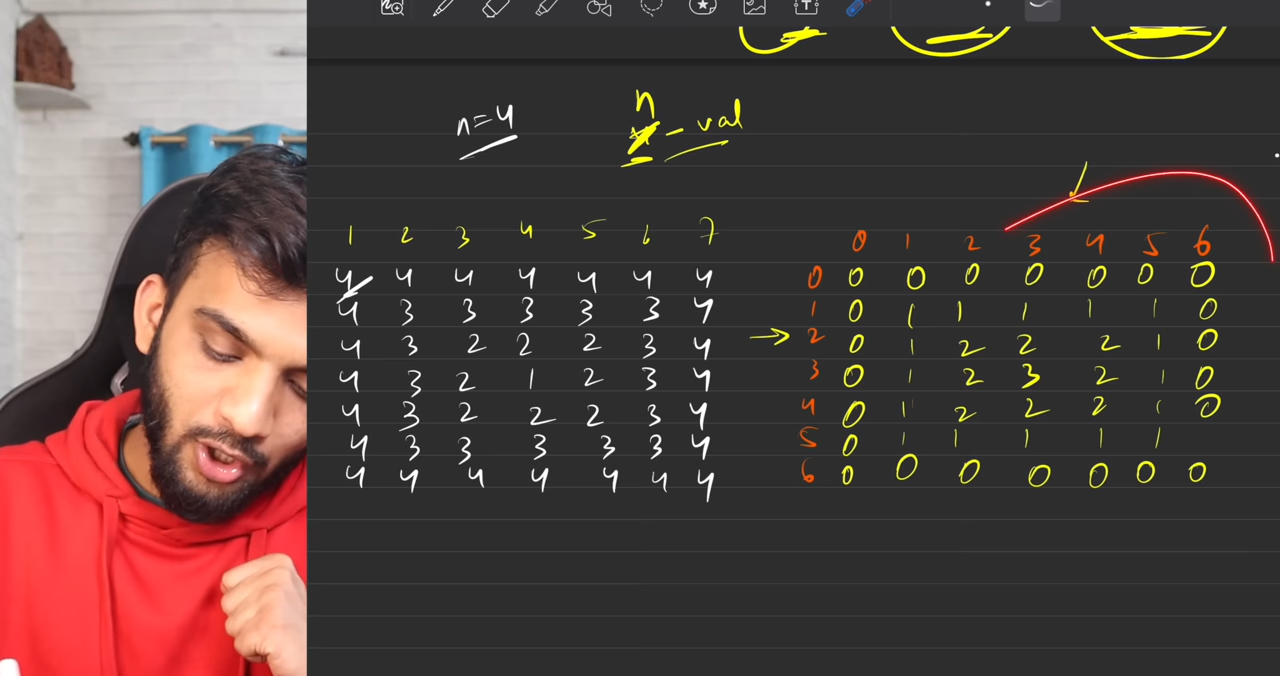 n=4
n - val
1 2 3 4 5 6 7
4 4 4 4 4 4 4
4 3 3 3 3 3 4
4 3 2 2 2 3 4
4 3 2 1 2 3 4
4 3 2 2 2 3 4
4 3 3 3 3 3 4
4 4 4 4 4 4 4
0 1 2 3 4 5 6
0 0 0 0 0 0 0 0
1 0 1 1 1 1 1 0
2 0 1 2 2 2 1 0
3 0 1 2 3 2 1 0
4 0 1 2 2 2 1 0
5 0 1 1 1 1 1
6 0 0 0 0 0 0 0